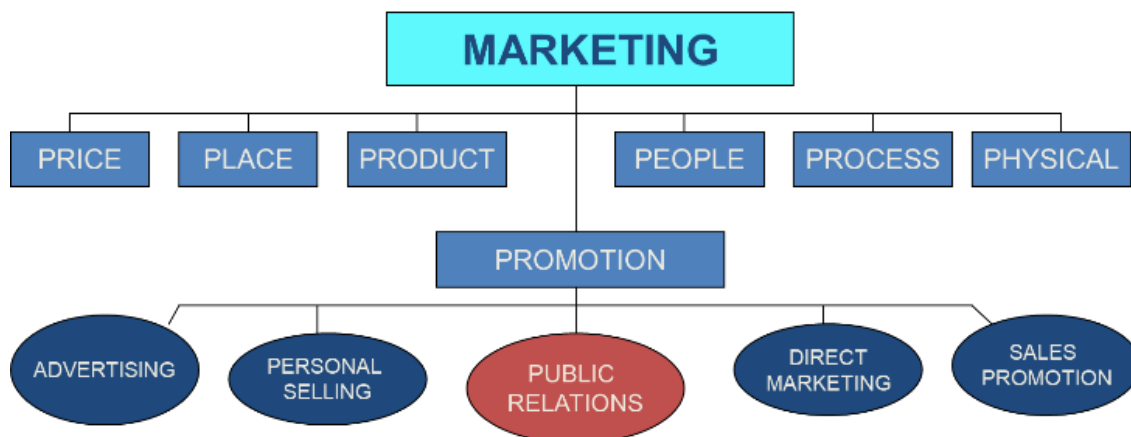 MARKETING
PRICE
PLACE
PRODUCT
PEOPLE
PROCESS
PHYSICAL
PROMOTION
ADVERTISING
PERSONAL
SELLING
PUBLIC
RELATIONS
DIRECT
MARKETING
SALES
PROMOTION